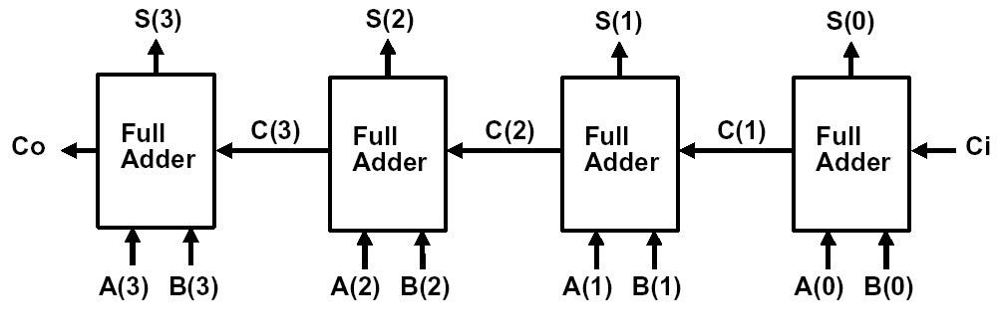 S(3) S(2) S(1) S(0)
Co Full Adder C(3) Full Adder C(2) Full Adder C(1) Full Adder Ci
A(3) B(3) A(2) B(2) A(1) B(1) A(0) B(0)